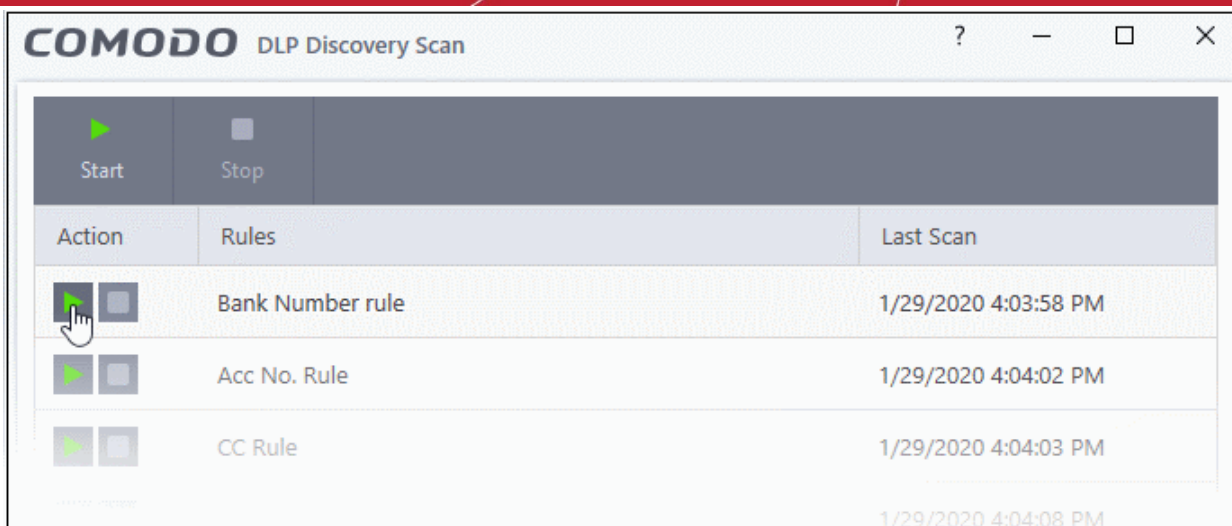 COMODO DLP Discovery Scan ?
Start Stop
Action Rules Last Scan
Bank Number rule 1/29/2020 4:03:58 PM
Acc No. Rule 1/29/2020 4:04:02 PM
CC Rule 1/29/2020 4:04:03 PM
1/29/2020 4:04:08 PM